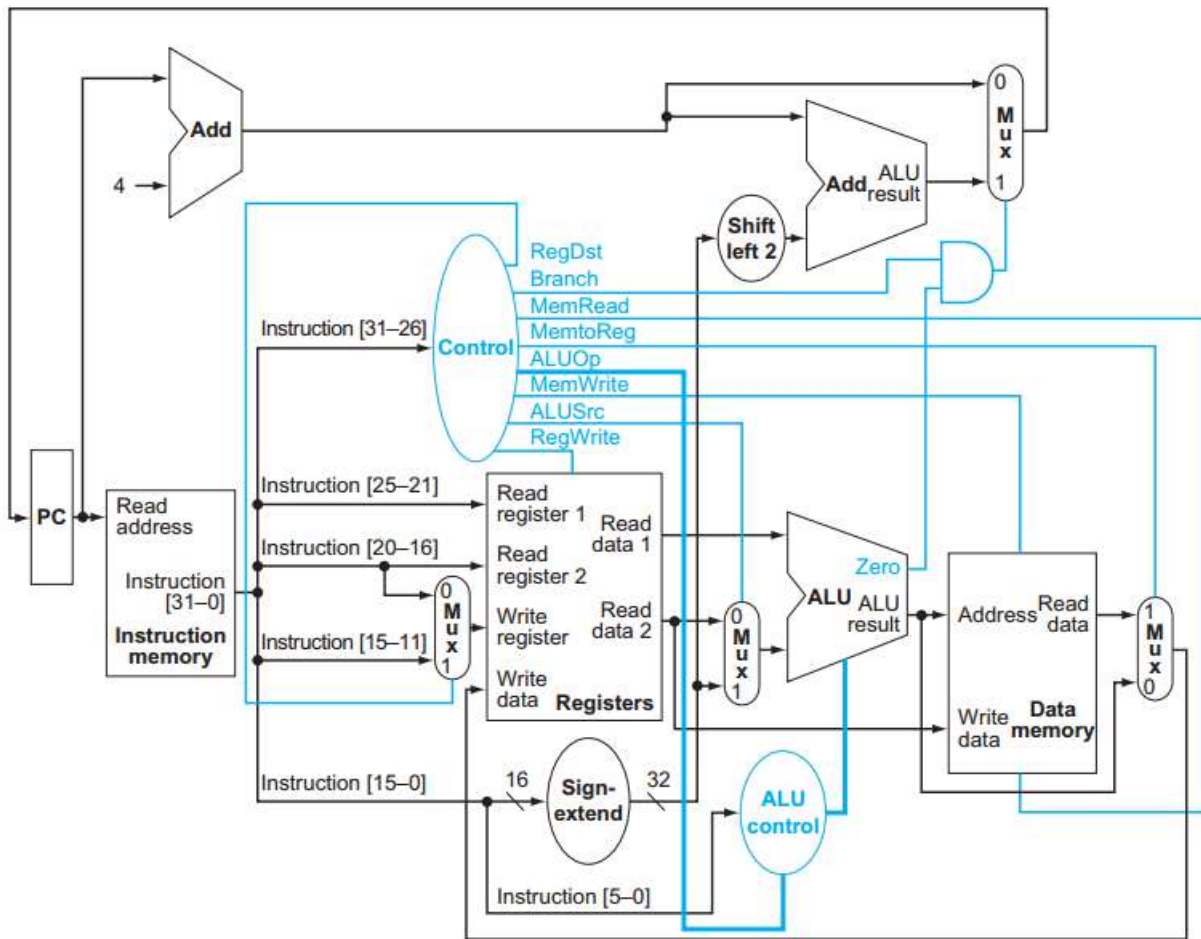 Add
4
0
Mux
1
Add
ALU
result
Shift
left 2
RegDst
Branch
MemRead
MemtoReg
ALUOp
MemWrite
ALUSrc
RegWrite
Instruction [31–26]
Control
PC
Read
address
Instruction
[31–0]
Instruction
memory
Instruction [25–21]
Instruction [20–16]
Instruction [15–11]
0
Mux
1
Read
register 1
Read
register 2
Write
register
Write
data
Read
data 1
Read
data 2
Registers
0
Mux
1
Zero
ALU
ALU
result
Address
Read
data
Write
data
Data
memory
1
Mux
0
Instruction [15–0]
16
Sign-
extend
32
ALU
control
Instruction [5–0]